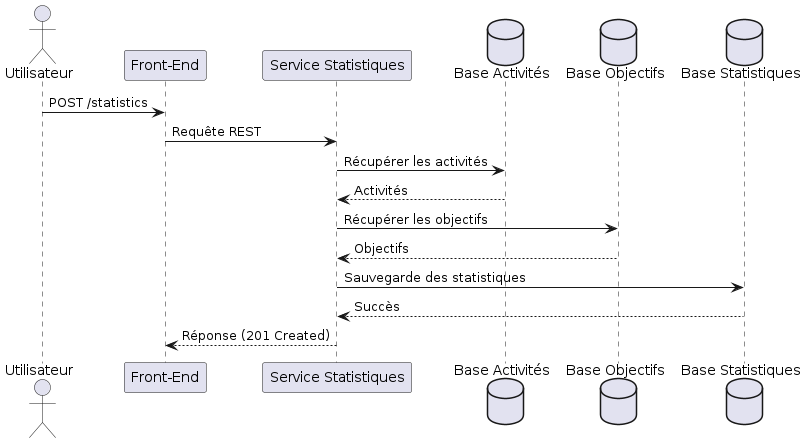 Utilisateur
Front-End
Service Statistiques
Base Activités
Base Objectifs
Base Statistiques
POST /statistics
Requête REST
Récupérer les activités
Activités
Récupérer les objectifs
Objectifs
Sauvegarde des statistiques
Succès
Réponse (201 Created)
Utilisateur
Front-End
Service Statistiques
Base Activités
Base Objectifs
Base Statistiques